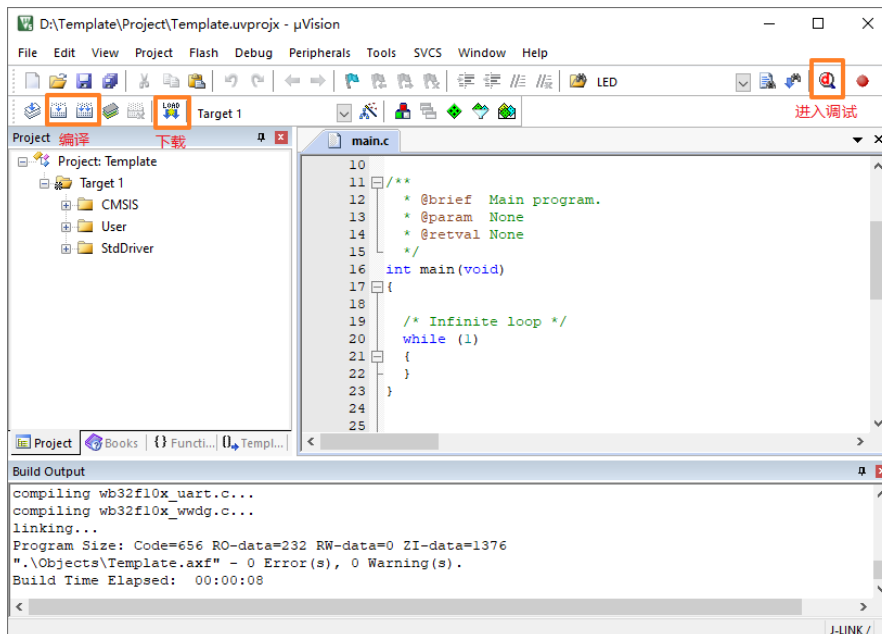 D:\Template\Project\Template.uvprojx - µVision
File Edit View Project Flash Debug Peripherals Tools SVCS Window Help
LED
LOAD
Target 1
进入调试
Project
编译
下载
main.c
Project: Template
Target 1
CMSIS
User
StdDriver
10
11 /**
12 * @brief Main program.
13 * @param None
14 * @retval None
15 */
16 int main(void)
17 {
18
19 /* Infinite loop */
20 while (1)
21 {
22 }
23 }
24
25
Project Books {} Functi... Templ...
Build Output
compiling wb32f10x_uart.c...
compiling wb32f10x_wwdg.c...
linking...
Program Size: Code=656 RO-data=232 RW-data=0 ZI-data=1376
".\Objects\Template.axf" - 0 Error(s), 0 Warning(s).
Build Time Elapsed: 00:00:08
J-LINK /